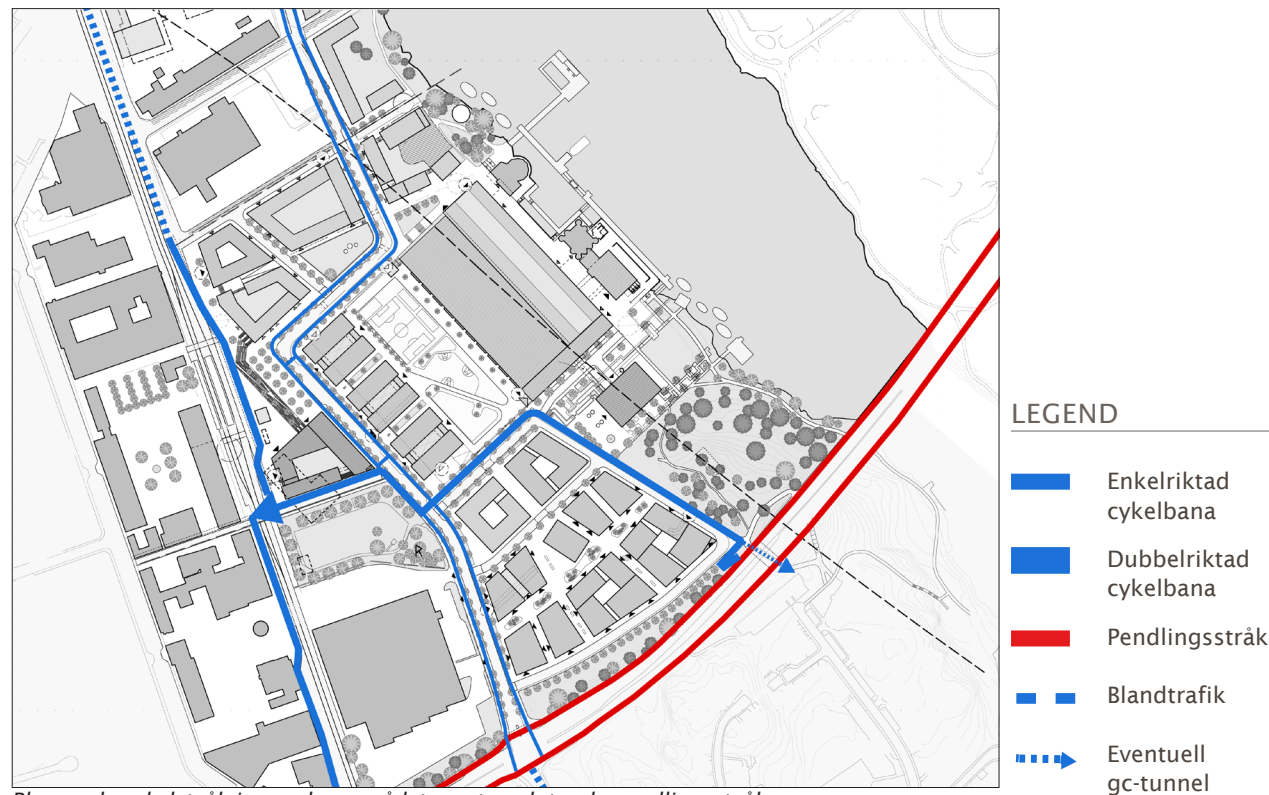 LEGEND
Enkelriktad
cykelbana
Dubbelriktad
cykelbana
Pendlingsstråk
Blandtrafik
Eventuell
gc-tunnel